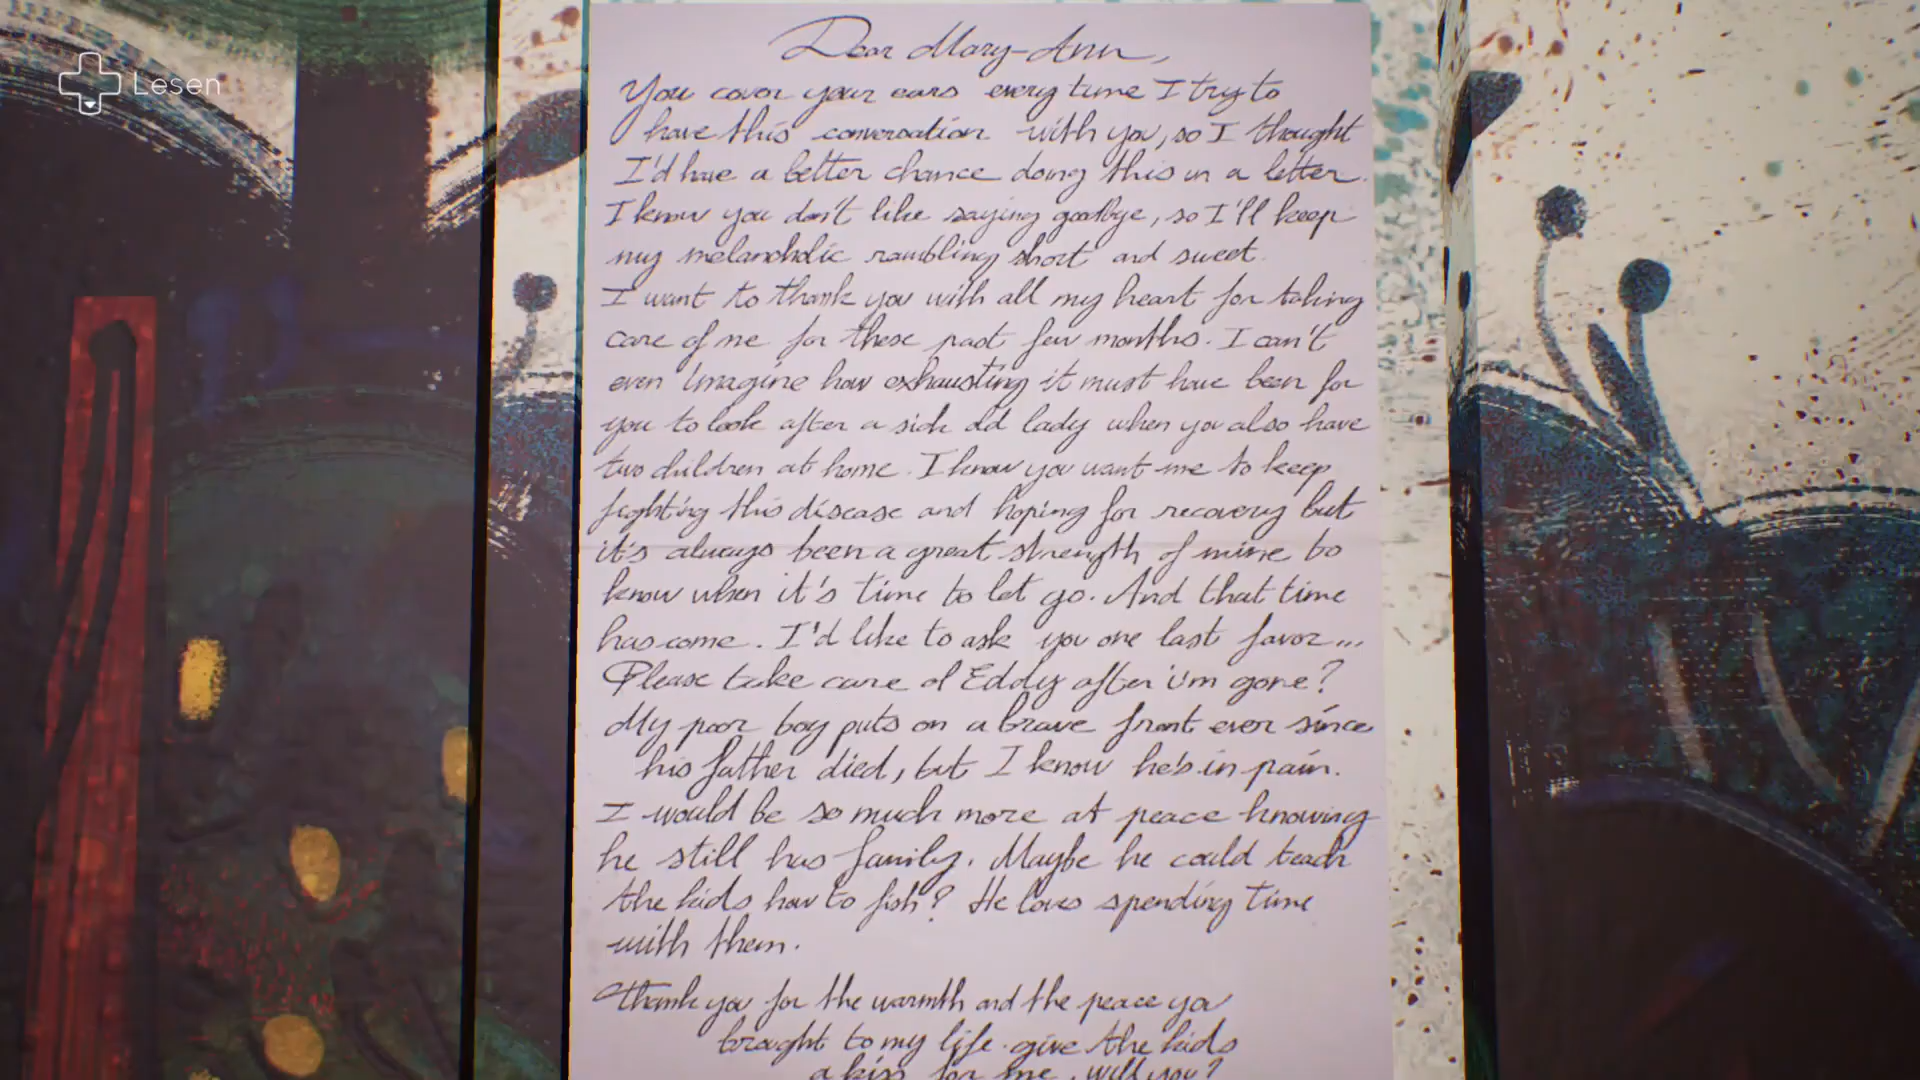 Lesen
Dear Mary-Ann,
You cover your ears every time I try to
have this conversation with you, so I thought
I'd have a better chance doing this in a letter.
I know you don't like saying goodbye, so I'll keep
my melancholic rambling short and sweet.
I want to thank you with all my heart for taking
care of me for these past few months. I can't
even imagine how exhausting it must have been for
you to look after a sick old lady when you also have
two children at home. I know you want me to keep
fighting this disease and hoping for recovery but
it's always been a great strength of mine to
know when it's time to let go. And that time
has come. I'd like to ask you one last favor...
Please take care of Eddy after i'm gone?
My poor boy puts on a brave front ever since
his father died, but I know he's in pain.
I would be so much more at peace knowing
he still has family. Maybe he could teach
the kids how to fish? He loves spending time
with them.
Thank you for the warmth and the peace you
brought to my life. give the kids
a kiss for me, will you?